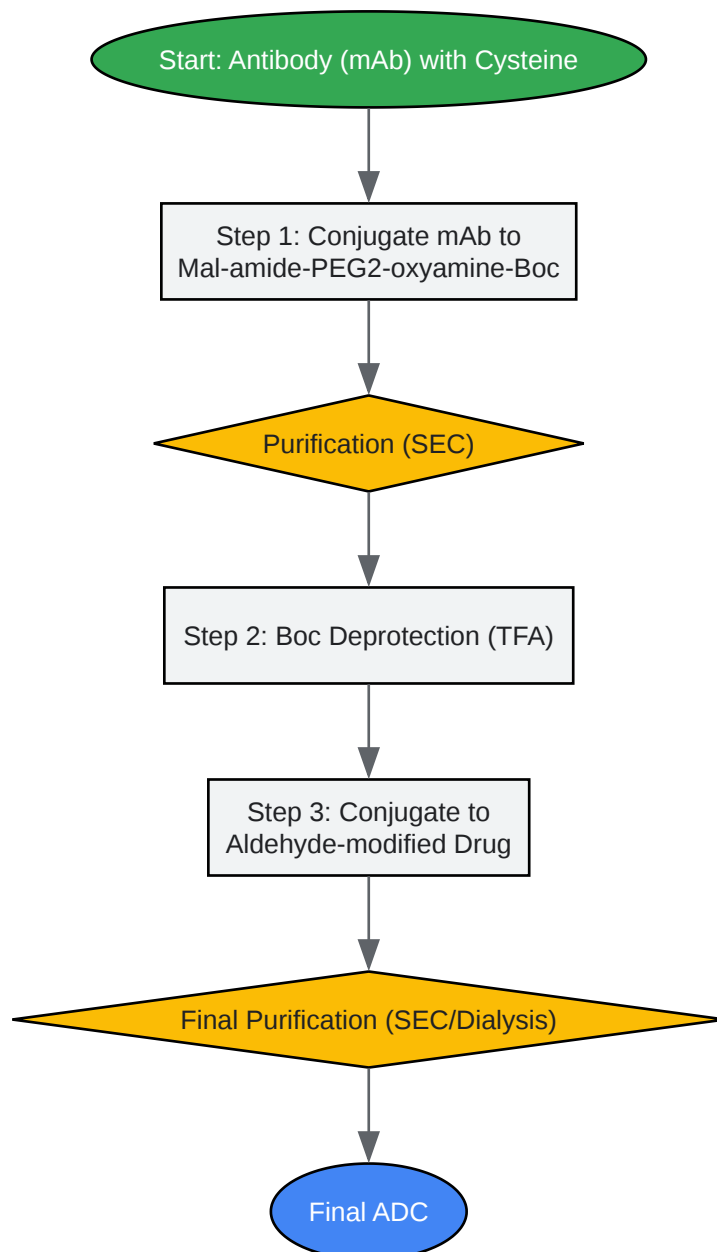 Start: Antibody (mAb) with Cysteine
Step 1: Conjugate mAb to
Mal-amide-PEG2-oxyamine-Boc
Purification (SEC)
Step 2: Boc Deprotection (TFA)
Step 3: Conjugate to
Aldehyde-modified Drug
Final Purification (SEC/Dialysis)
Final ADC